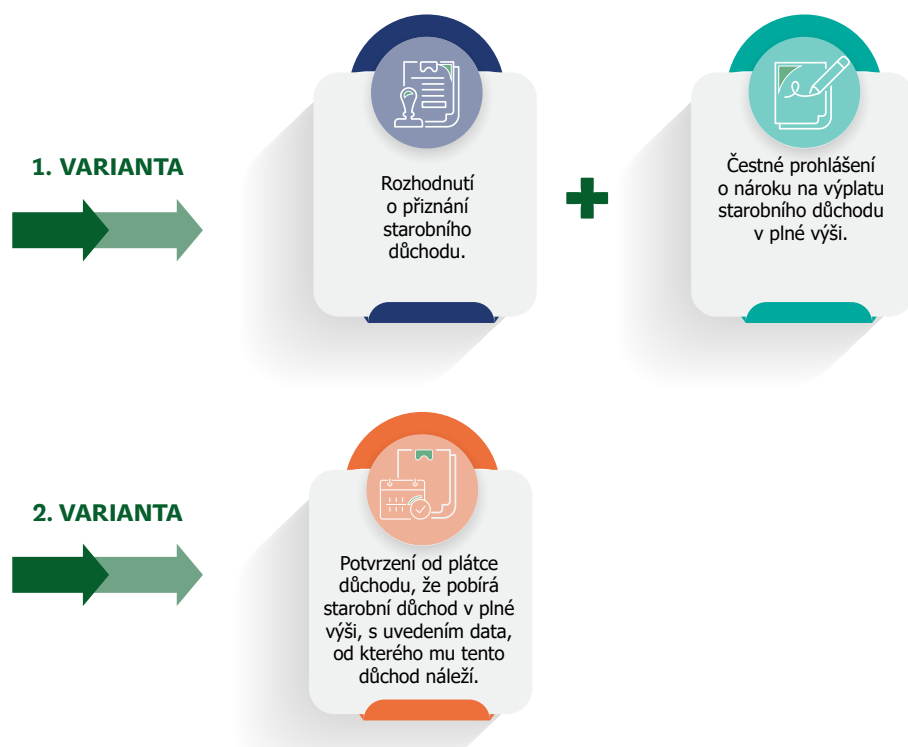 1. VARIANTA
Rozhodnutí
o přiznání
starobního
důchodu.
Čestné prohlášení
o nároku na výplatu
starobního důchodu
v plné výši.
2. VARIANTA
Potvrzení od plátce
důchodu, že pobírá
starobní důchod v plné
výši, s uvedením data,
od kterého mu tento
důchod náleží.